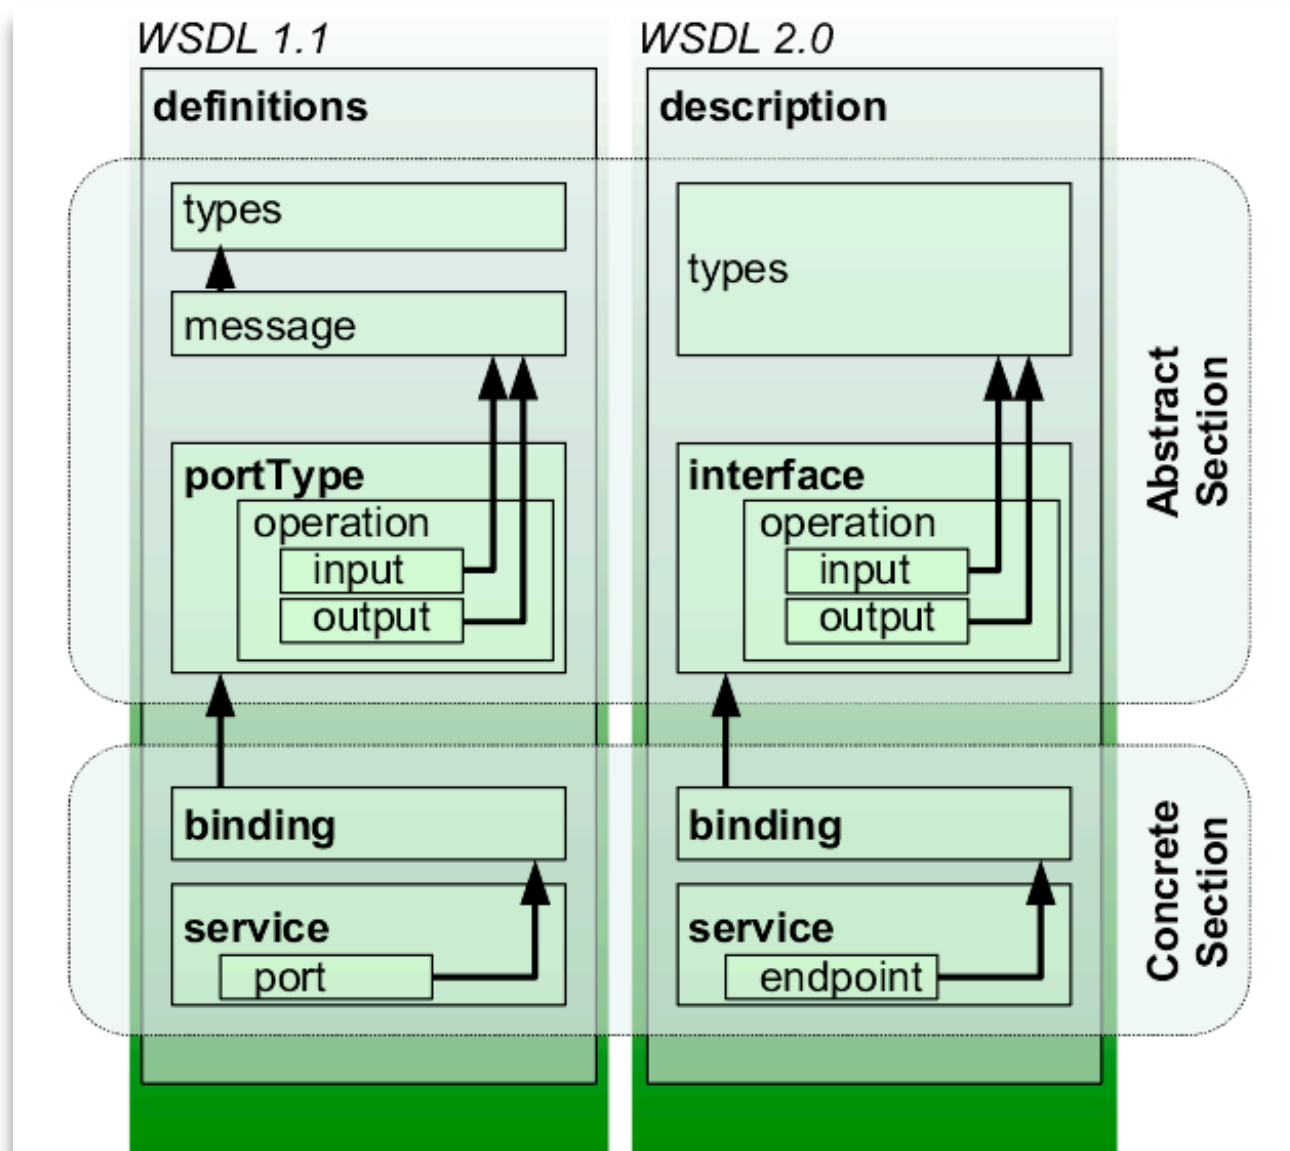 WSDL 1.1
definitions
types
message
portType
operation
input
output
binding
service
port
WSDL 2.0
description
types
interface
operation
input
output
binding
service
endpoint
Abstract
Section
Concrete
Section